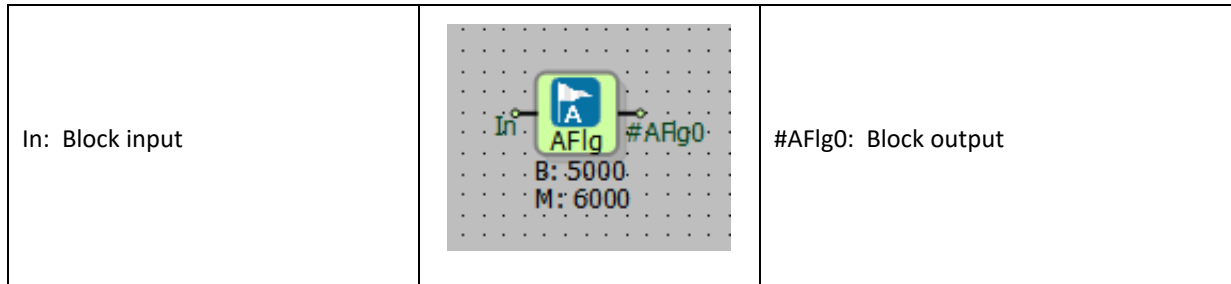 In: Block input
A
In
AFlg
#AFlg0
B: 5000
M: 6000
#AFlg0: Block output